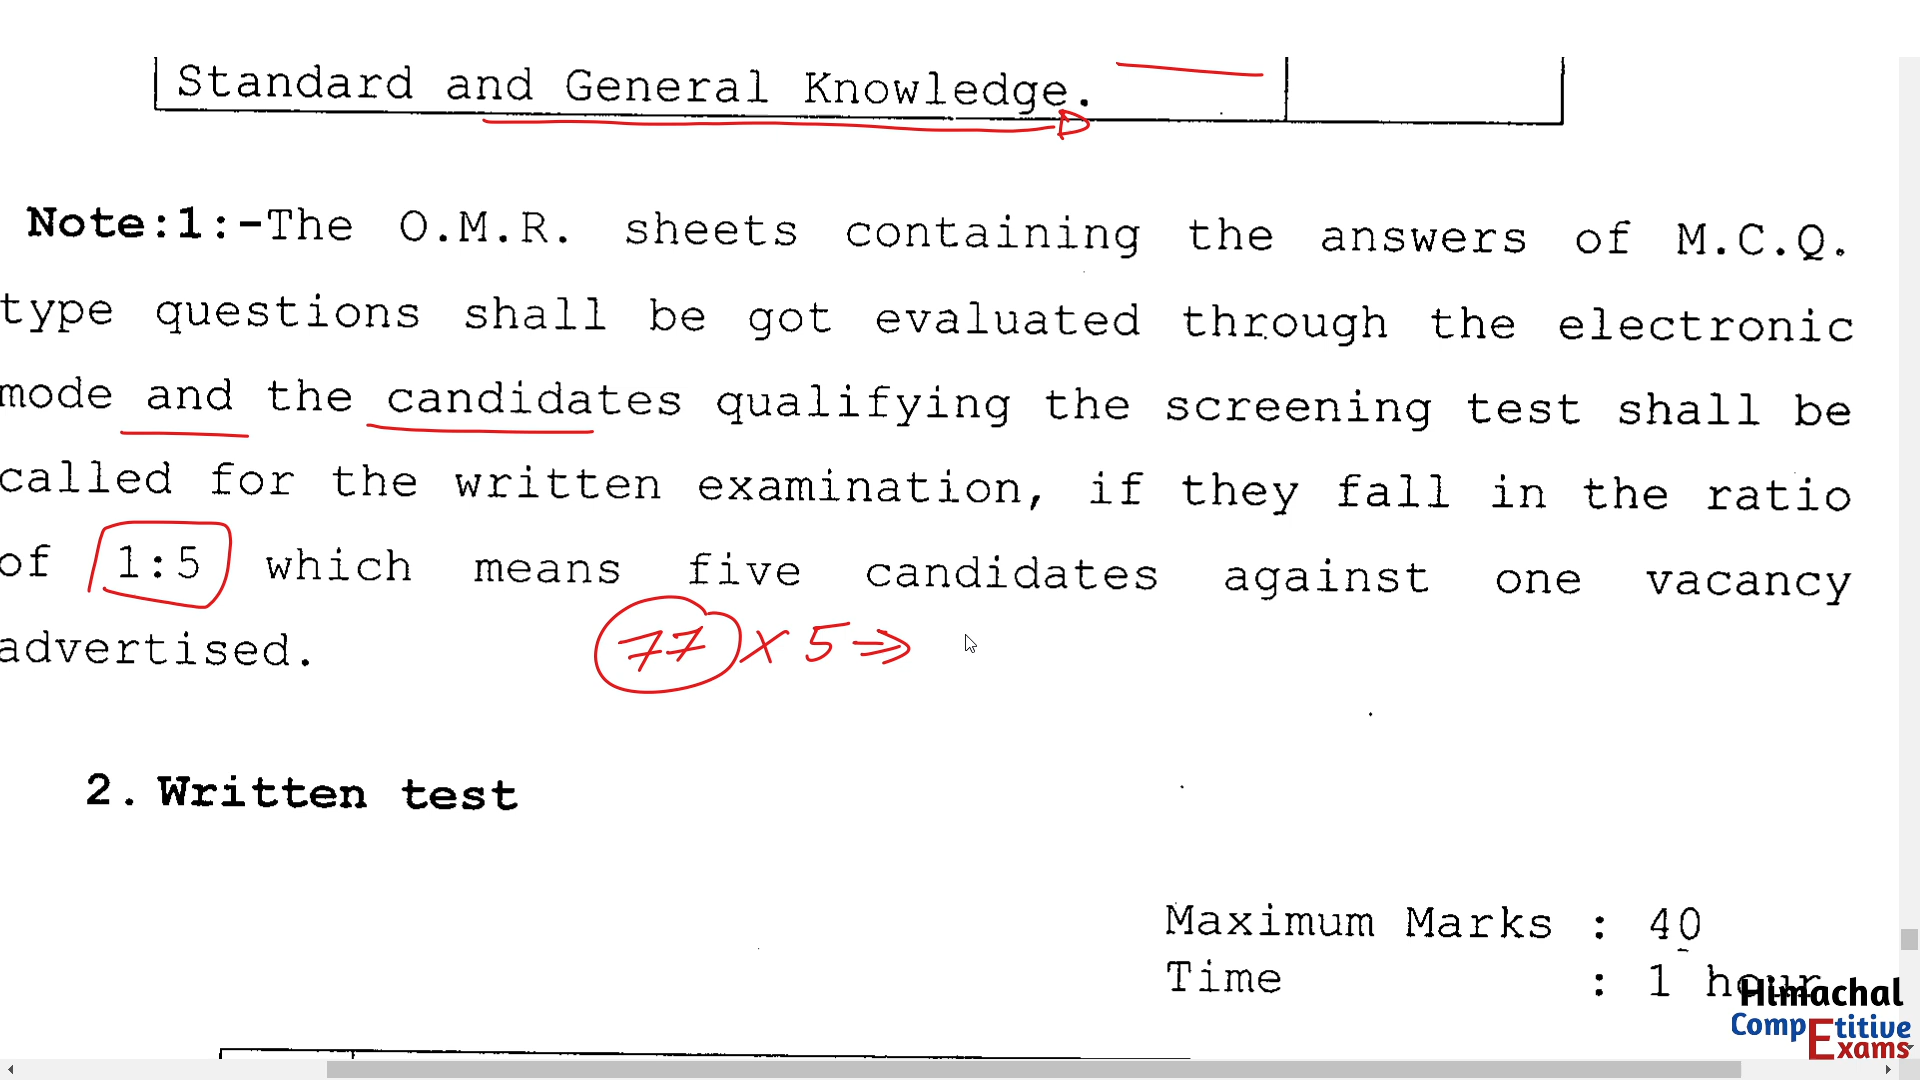 Standard and General Knowledge.
Note:1:-The O.M.R. sheets containing the answers of M.C.Q.
type questions shall be got evaluated through the electronic
mode and the candidates qualifying the screening test shall be
called for the written examination, if they fall in the ratio
of 1:5 which means five candidates against one vacancy
advertised.
77 × 5 ⇒
2. Written test
Maximum Marks : 40
Time : 1 hour
Himachal
Competitive
Exams